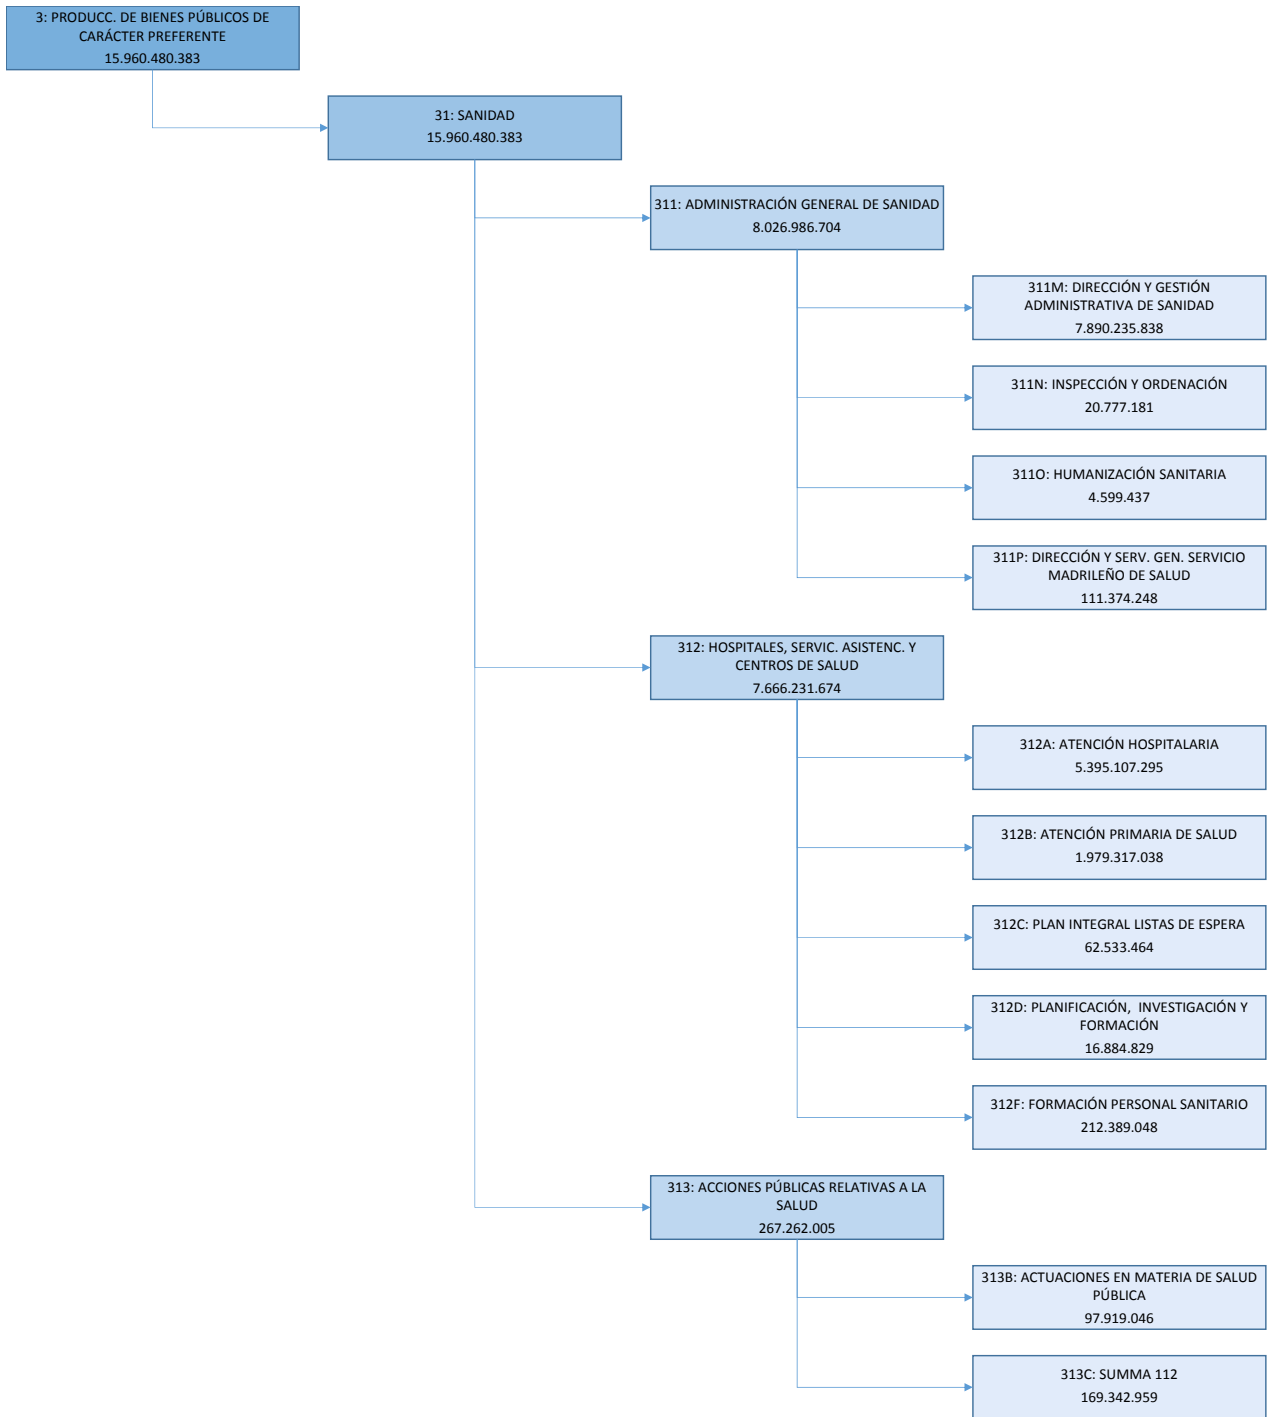 3: PRODUCC. DE BIENES PÚBLICOS DE
CARÁCTER PREFERENTE
15.960.480.383
31: SANIDAD
15.960.480.383
311: ADMINISTRACIÓN GENERAL DE SANIDAD
8.026.986.704
311M: DIRECCIÓN Y GESTIÓN
ADMINISTRATIVA DE SANIDAD
7.890.235.838
311N: INSPECCIÓN Y ORDENACIÓN
20.777.181
311O: HUMANIZACIÓN SANITARIA
4.599.437
311P: DIRECCIÓN Y SERV. GEN. SERVICIO
MADRILEÑO DE SALUD
111.374.248
312: HOSPITALES, SERVIC. ASISTENC. Y
CENTROS DE SALUD
7.666.231.674
312A: ATENCIÓN HOSPITALARIA
5.395.107.295
312B: ATENCIÓN PRIMARIA DE SALUD
1.979.317.038
312C: PLAN INTEGRAL LISTAS DE ESPERA
62.533.464
312D: PLANIFICACIÓN, INVESTIGACIÓN Y
FORMACIÓN
16.884.829
312F: FORMACIÓN PERSONAL SANITARIO
212.389.048
313: ACCIONES PÚBLICAS RELATIVAS A LA
SALUD
267.262.005
313B: ACTUACIONES EN MATERIA DE SALUD
PÚBLICA
97.919.046
313C: SUMMA 112
169.342.959